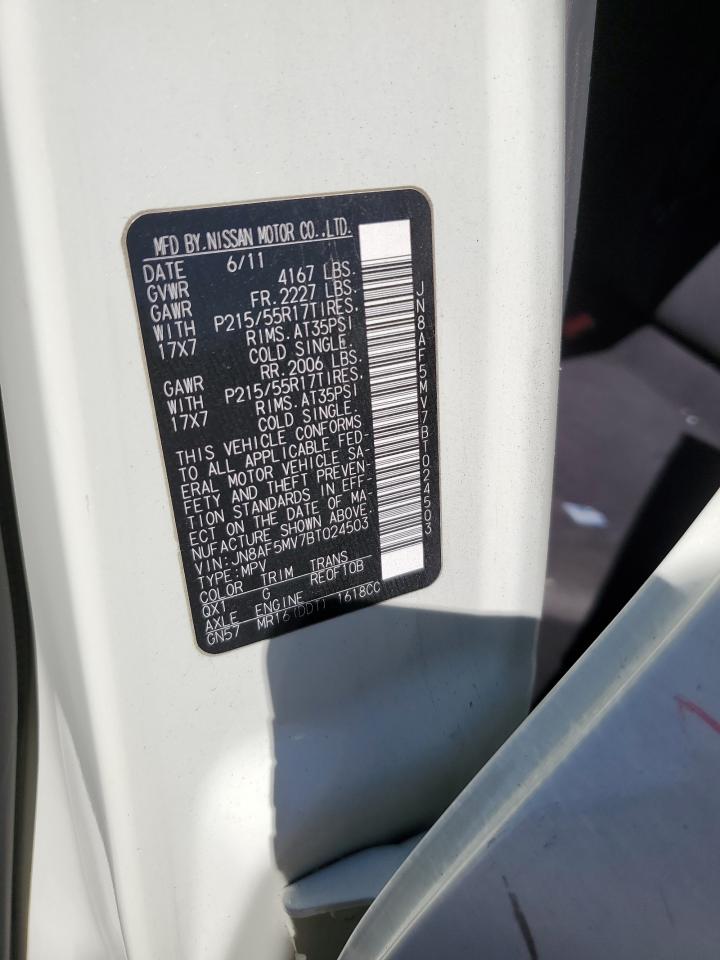 MFD BY.NISSAN MOTOR CO.,LTD.
DATE 6/11
GVWR 4167 LBS.
GAWR FR.2227 LBS.
WITH P215/55R17TIRES,
17X7 RIMS.AT35PSI
COLD SINGLE.
GAWR RR.2006 LBS.
WITH P215/55R17TIRES,
17X7 RIMS.AT35PSI
COLD SINGLE.
THIS VEHICLE CONFORMS
TO ALL APPLICABLE FED-
ERAL MOTOR VEHICLE SA
FETY AND THEFT PREVEN-
TION STANDARDS IN EFF
ECT ON THE DATE OF MA-
NUFACTURE SHOWN ABOVE.
VIN:JN8AF5MV7BT024503
TYPE:MPV
COLOR TRIM TRANS
QX1 G RE0F10B
AXLE ENGINE
GN57 MR16(DDT) 1618CC
JN8AF5MV7BT024503